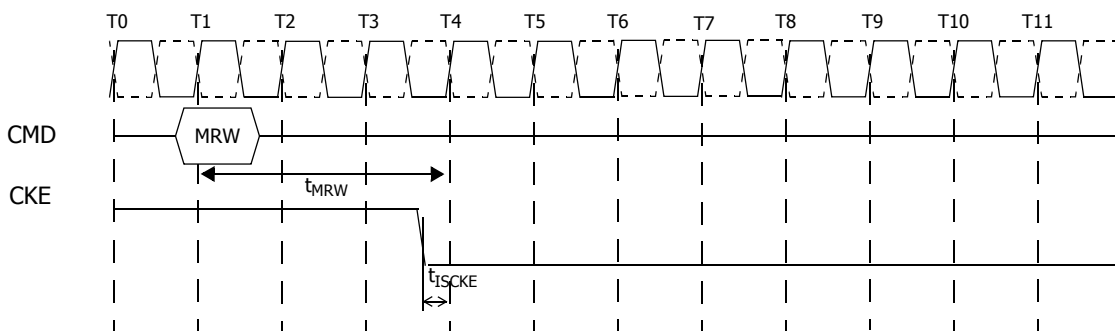 T0 T1 T2 T3 T4 T5 T6 T7 T8 T9 T10 T11
CMD MRW
tMRW
CKE
tISCKE